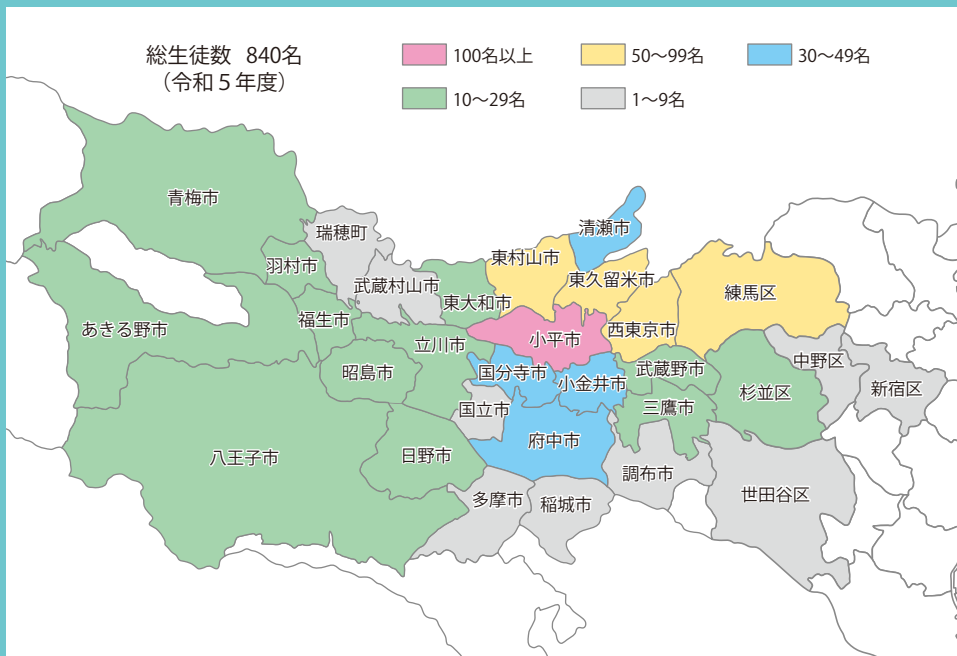 総生徒数 840名
（令和5年度）
100名以上
50～99名
30～49名
10～29名
1～9名
青梅市
瑞穂町
清瀬市
羽村市
武蔵村山市
東村山市
東久留米市
練馬区
東大和市
あきる野市
福生市
立川市
小平市
西東京市
昭島市
国分寺市
小金井市
武蔵野市
中野区
新宿区
杉並区
国立市
三鷹市
八王子市
日野市
府中市
調布市
多摩市
稲城市
世田谷区